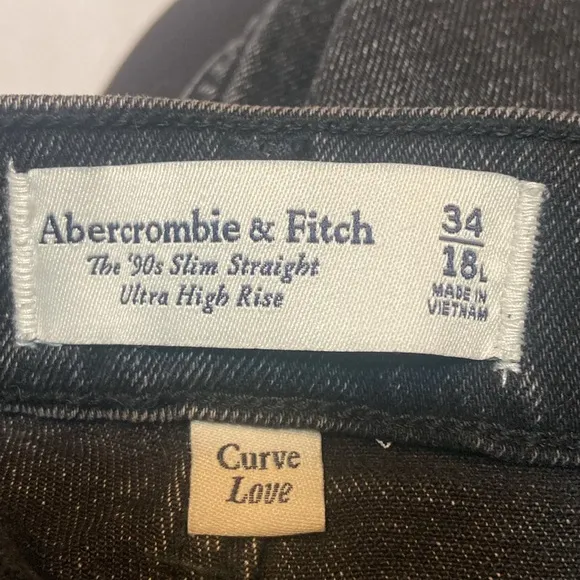 Abercrombie & Fitch
The '90s Slim Straight
Ultra High Rise
34
18L
MADE IN
VIETNAM
Curve
Love